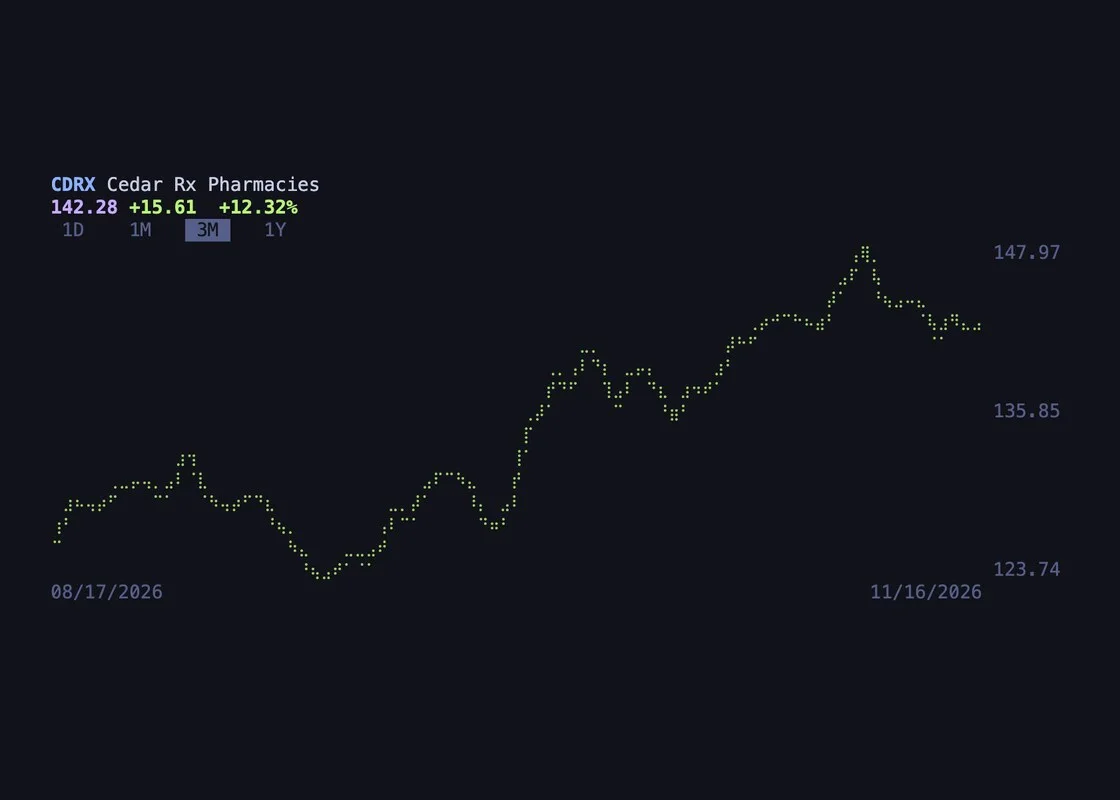 CDRX Cedar Rx Pharmacies
142.28 +15.61 +12.32%
1D 1M 3M 1Y
147.97
135.85
123.74
08/17/2026 11/16/2026